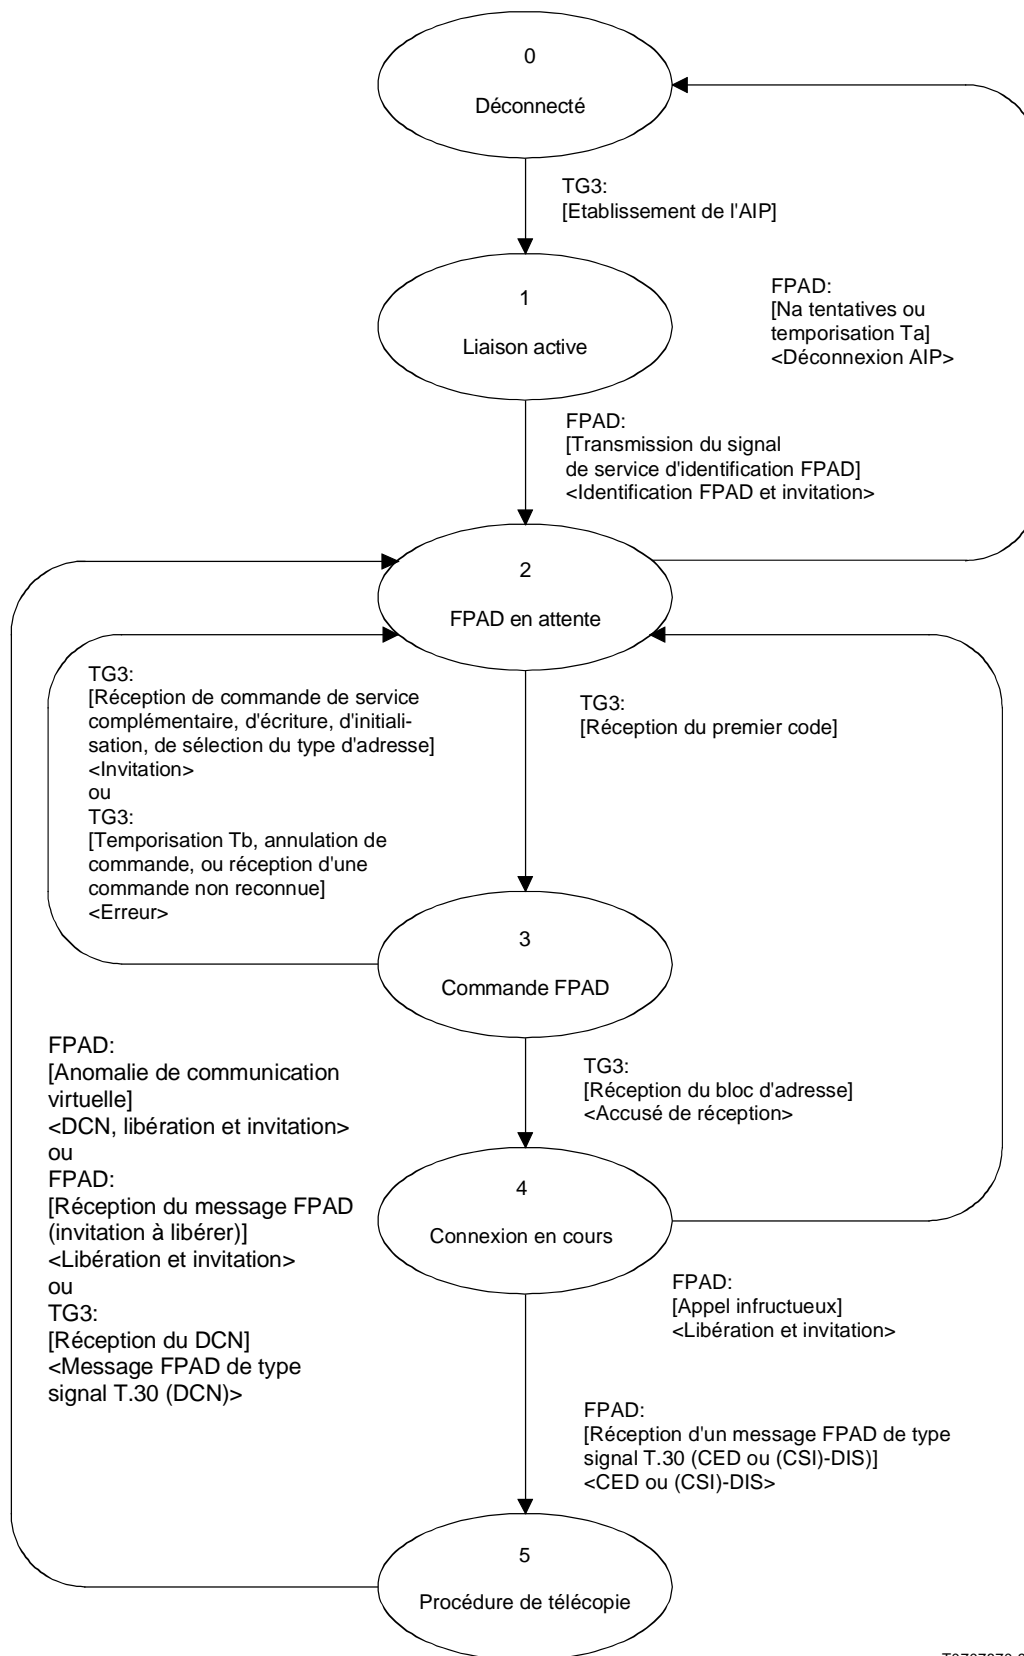 0
Déconnecté
TG3:
[Etablissement de l'AIP]
1
Liaison active
FPAD:
[Na tentatives ou
temporisation Ta]
<Déconnexion AIP>
FPAD:
[Transmission du signal
de service d'identification FPAD]
<Identification FPAD et invitation>
2
FPAD en attente
TG3:
[Réception de commande de service
complémentaire, d'écriture, d'initiali-
sation, de sélection du type d'adresse]
<Invitation>
ou
TG3:
[Temporisation Tb, annulation de
commande, ou réception d'une
commande non reconnue]
<Erreur>
TG3:
[Réception du premier code]
3
Commande FPAD
FPAD:
[Anomalie de communication
virtuelle]
<DCN, libération et invitation>
ou
FPAD:
[Réception du message FPAD
(invitation à libérer)]
<Libération et invitation>
ou
TG3:
[Réception du DCN]
<Message FPAD de type
signal T.30 (DCN)>
TG3:
[Réception du bloc d'adresse]
<Accusé de réception>
4
Connexion en cours
FPAD:
[Appel infructueux]
<Libération et invitation>
FPAD:
[Réception d'un message FPAD de type
signal T.30 (CED ou (CSI)-DIS)]
<CED ou (CSI)-DIS>
5
Procédure de télécopie